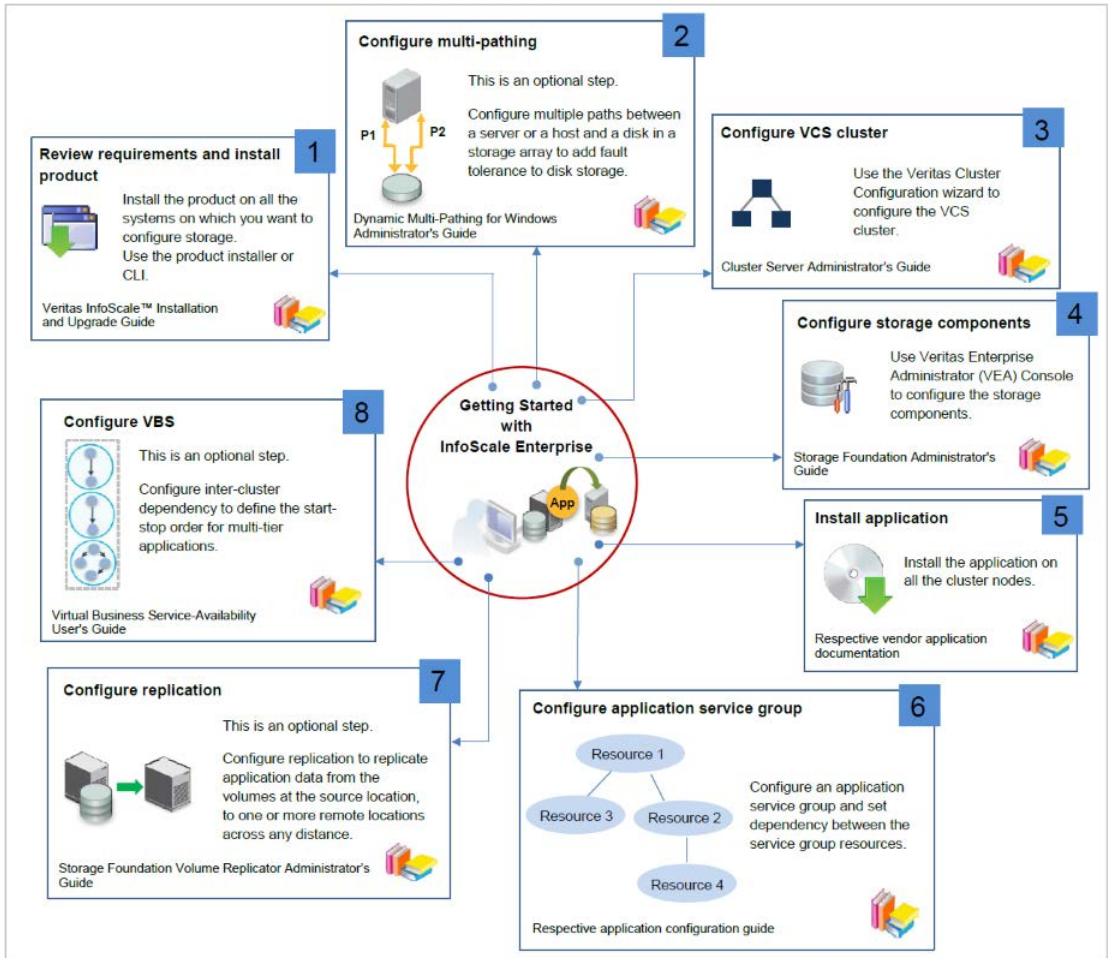 Getting Started
with
InfoScale Enterprise
App
1
Review requirements and install
product
Install the product on all the
systems on which you want to
configure storage.
Use the product installer or
CLI.
Veritas InfoScale™ Installation
and Upgrade Guide
2
Configure multi-pathing
P1
P2
This is an optional step.
Configure multiple paths between
a server or a host and a disk in a
storage array to add fault
tolerance to disk storage.
Dynamic Multi-Pathing for Windows
Administrator's Guide
3
Configure VCS cluster
Use the Veritas Cluster
Configuration wizard to
configure the VCS
cluster.
Cluster Server Administrator's Guide
4
Configure storage components
Use Veritas Enterprise
Administrator (VEA) Console
to configure the storage
components.
Storage Foundation Administrator's
Guide
5
Install application
Install the application on
all the cluster nodes.
Respective vendor application
documentation
6
Configure application service group
Resource 1
Resource 3
Resource 2
Resource 4
Configure an application
service group and set
dependency between the
service group resources.
Respective application configuration guide
7
Configure replication
This is an optional step.
Configure replication to replicate
application data from the
volumes at the source location,
to one or more remote locations
across any distance.
Storage Foundation Volume Replicator Administrator's
Guide
8
Configure VBS
This is an optional step.
Configure inter-cluster
dependency to define the start-
stop order for multi-tier
applications.
Virtual Business Service-Availability
User's Guide